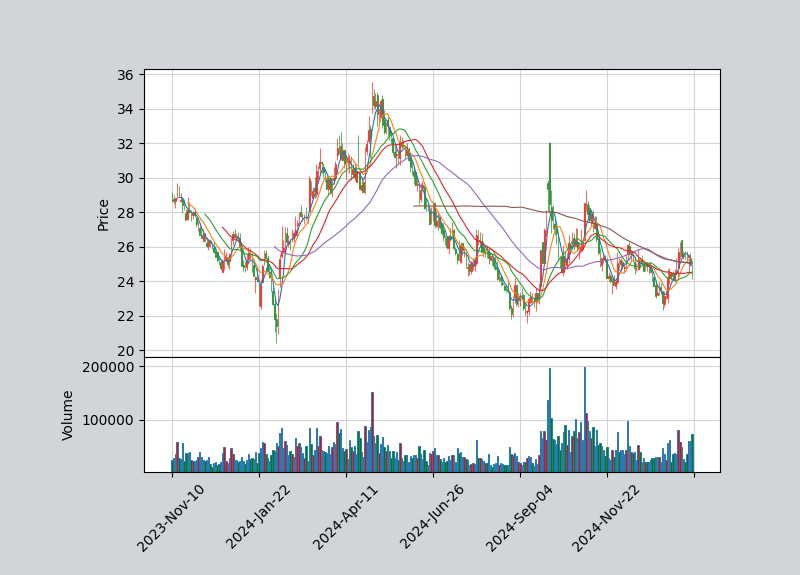 36
34
32
30
28
26
24
22
20
Price
200000
100000
Volume
2023-Nov-10
2024-Jan-22
2024-Apr-11
2024-Jun-26
2024-Sep-04
2024-Nov-22